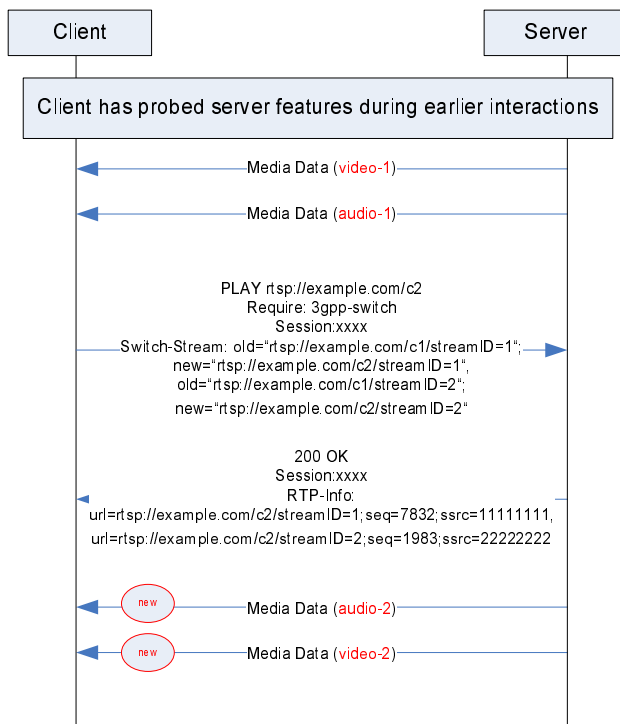 Client
Server
Client has probed server features during earlier interactions
Media Data (video-1)
Media Data (audio-1)
PLAY rtsp://example.com/c2
Require: 3gpp-switch
Session:xxxx
Switch-Stream: old=“rtsp://example.com/c1/streamID=1“;
new=“rtsp://example.com/c2/streamID=1“,
old=“rtsp://example.com/c1/streamID=2“;
new=“rtsp://example.com/c2/streamID=2“
200 OK
Session:xxxx
RTP-Info:
url=rtsp://example.com/c2/streamID=1;seq=7832;ssrc=11111111,
url=rtsp://example.com/c2/streamID=2;seq=1983;ssrc=22222222
new
Media Data (audio-2)
new
Media Data (video-2)